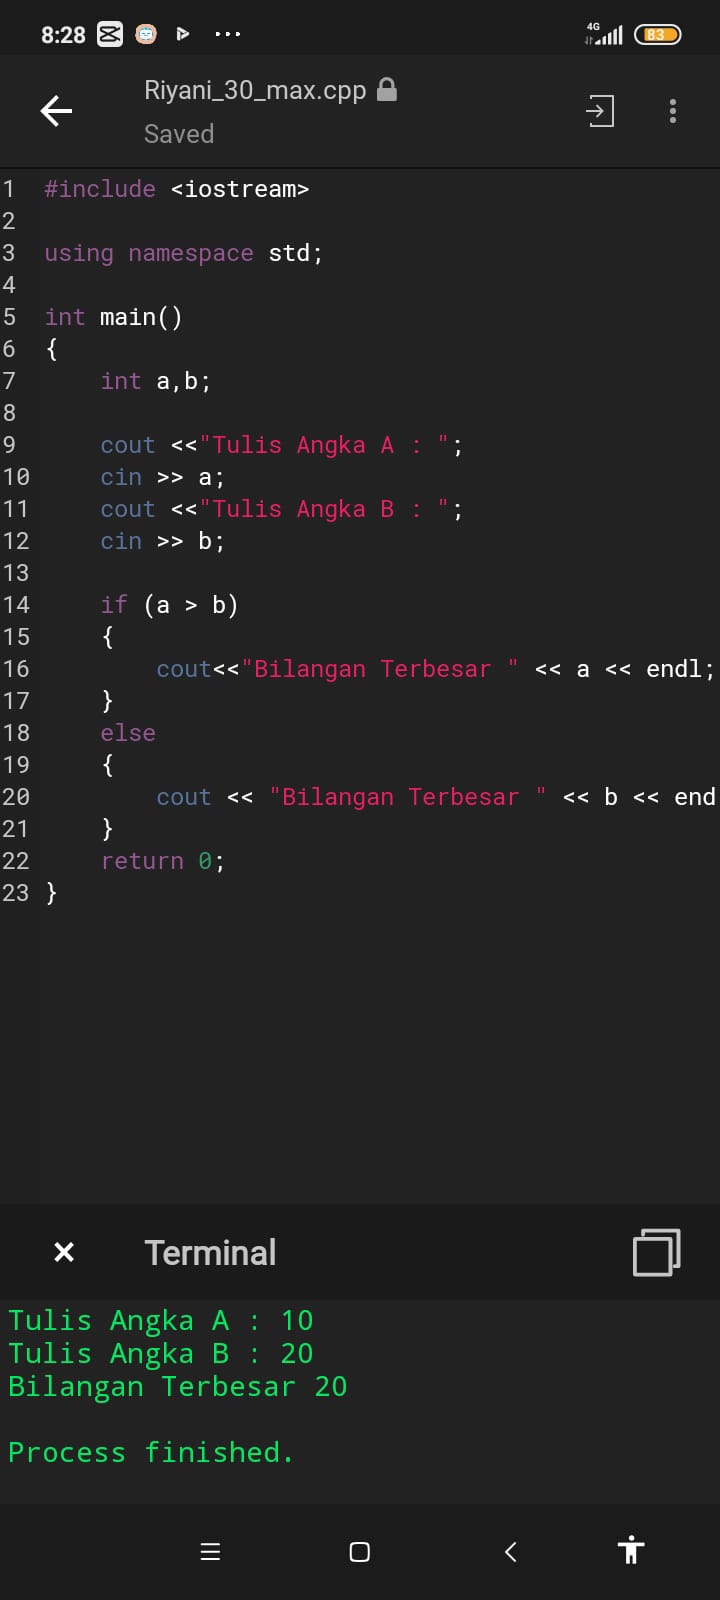 8:28 ... 4G 83
Riyani_30_max.cpp
Saved
1 #include <iostream>
2
3 using namespace std;
4
5 int main()
6 {
7     int a,b;
8
9     cout <<"Tulis Angka A : ";
10     cin >> a;
11     cout <<"Tulis Angka B : ";
12     cin >> b;
13
14     if (a > b)
15     {
16         cout<<"Bilangan Terbesar " << a << endl;
17     }
18     else
19     {
20         cout << "Bilangan Terbesar " << b << end
21     }
22     return 0;
23 }
× Terminal
Tulis Angka A : 10
Tulis Angka B : 20
Bilangan Terbesar 20
Process finished.